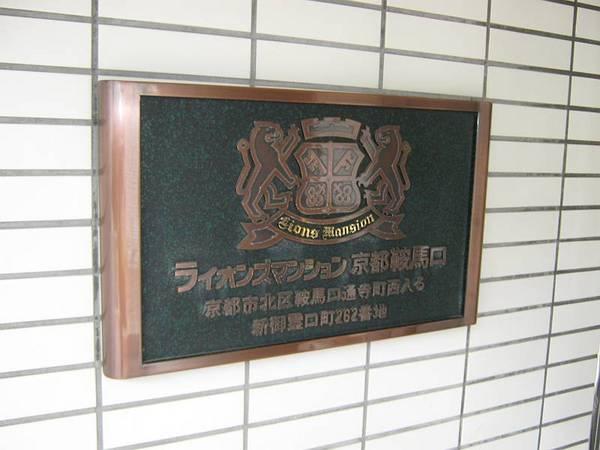 Lions Mansion
ライオンズマンション京都鞍馬口
京都市北区鞍馬口通寺町西入る
新御霊口町262番地